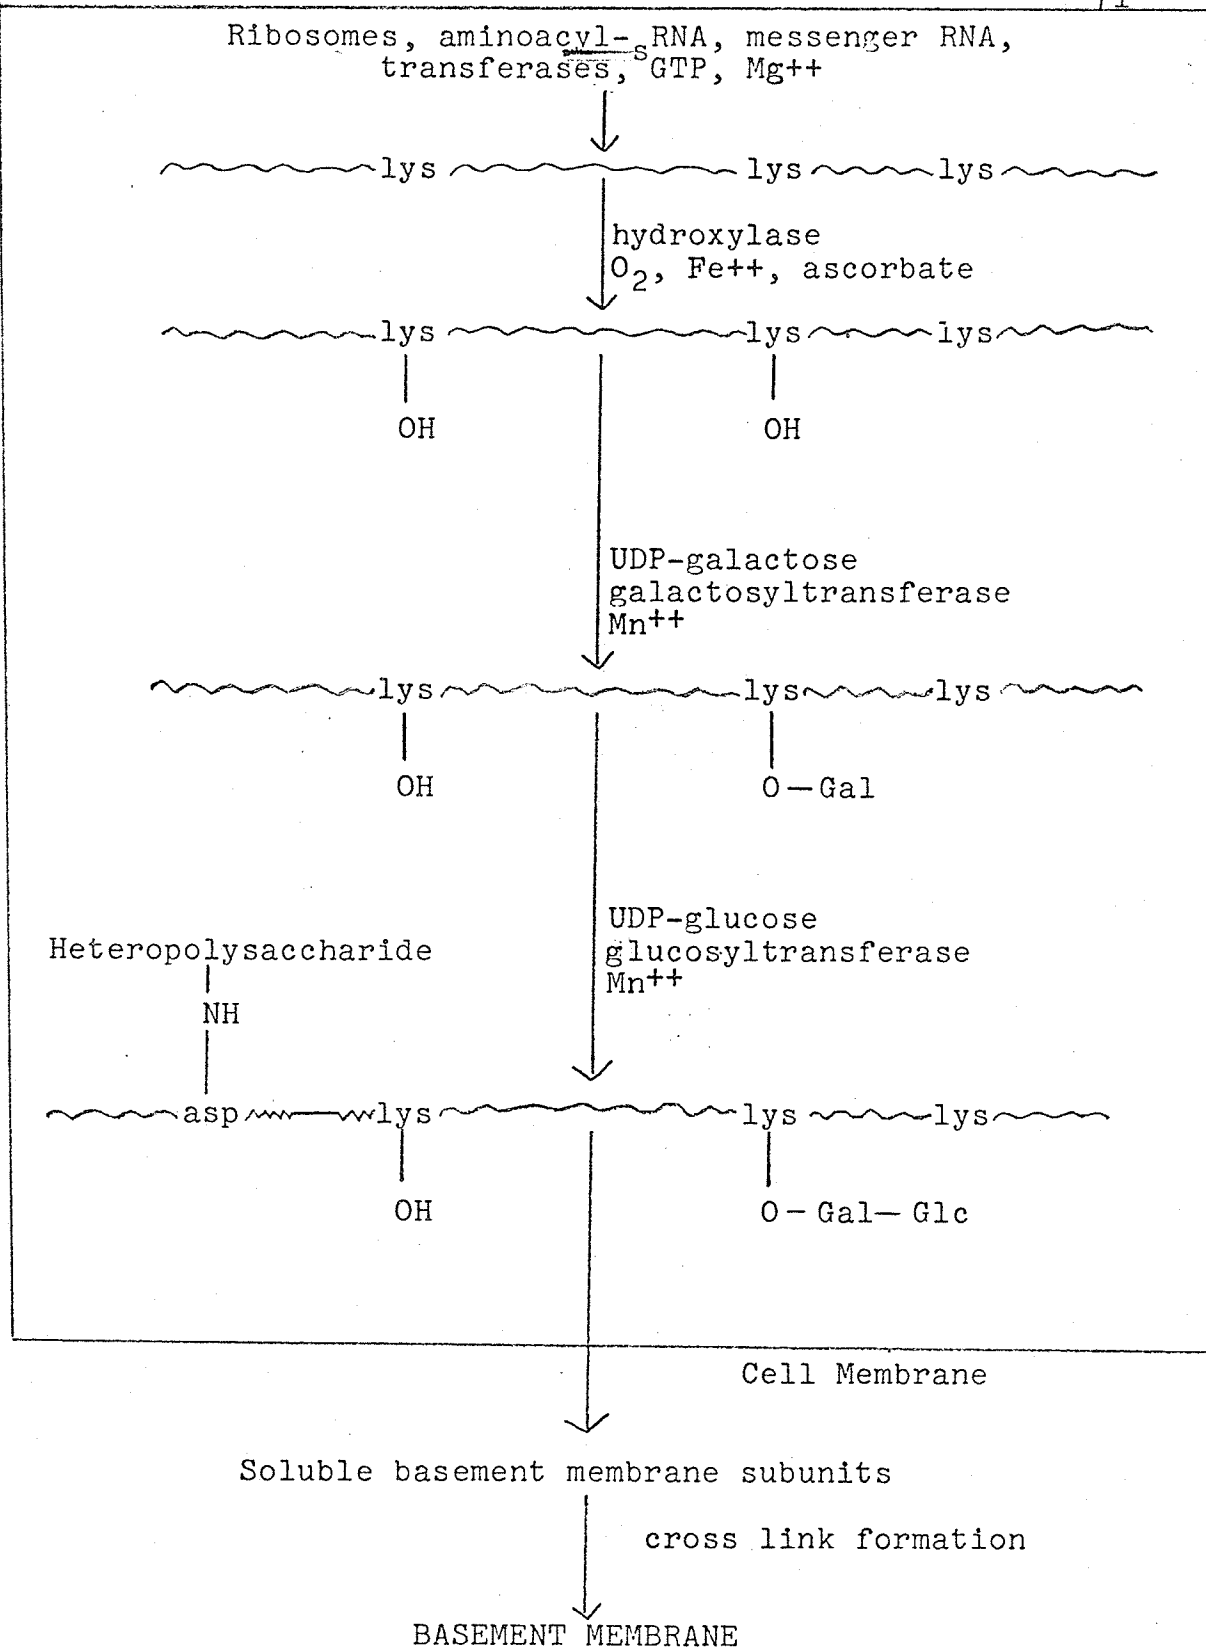 71
Ribosomes, aminoacyl-sRNA, messenger RNA,
transferases, GTP, Mg++
lys lys lys
hydroxylase
O2, Fe++, ascorbate
lys lys lys
OH OH
UDP-galactose
galactosyltransferase
Mn++
lys lys lys
OH O-Gal
UDP-glucose
glucosyltransferase
Mn++
Heteropolysaccharide
NH
asp lys lys lys
OH O-Gal-Glc
Cell Membrane
Soluble basement membrane subunits
cross link formation
BASEMENT MEMBRANE